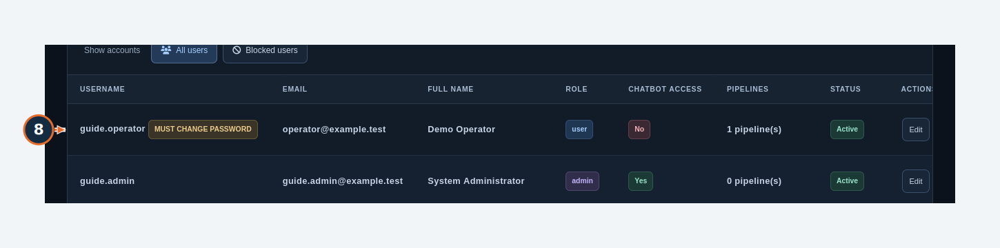 Show accounts All users Blocked users
USERNAME EMAIL FULL NAME ROLE CHATBOT ACCESS PIPELINES STATUS ACTIONS
8 guide.operator MUST CHANGE PASSWORD operator@example.test Demo Operator user No 1 pipeline(s) Active Edit
guide.admin guide.admin@example.test System Administrator admin Yes 0 pipeline(s) Active Edit